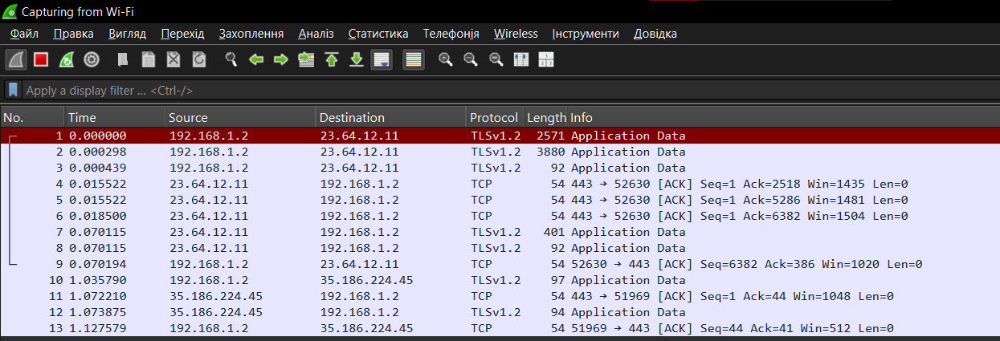 Capturing from Wi-Fi
Файл Правка Вигляд Перехід Захоплення Аналіз Статистика Телефонія Wireless Інструменти Довідка
Apply a display filter ... <Ctrl-/>
No. Time Source Destination Protocol Length Info
1 0.000000 192.168.1.2 23.64.12.11 TLSv1.2 2571 Application Data
2 0.000298 192.168.1.2 23.64.12.11 TLSv1.2 3880 Application Data
3 0.000439 192.168.1.2 23.64.12.11 TLSv1.2 92 Application Data
4 0.015522 23.64.12.11 192.168.1.2 TCP 54 443 → 52630 [ACK] Seq=1 Ack=2518 Win=1435 Len=0
5 0.015522 23.64.12.11 192.168.1.2 TCP 54 443 → 52630 [ACK] Seq=1 Ack=5286 Win=1481 Len=0
6 0.018500 23.64.12.11 192.168.1.2 TCP 54 443 → 52630 [ACK] Seq=1 Ack=6382 Win=1504 Len=0
7 0.070115 23.64.12.11 192.168.1.2 TLSv1.2 401 Application Data
8 0.070115 23.64.12.11 192.168.1.2 TLSv1.2 92 Application Data
9 0.070194 192.168.1.2 23.64.12.11 TCP 54 52630 → 443 [ACK] Seq=6382 Ack=386 Win=1020 Len=0
10 1.035790 192.168.1.2 35.186.224.45 TLSv1.2 97 Application Data
11 1.072210 35.186.224.45 192.168.1.2 TCP 54 443 → 51969 [ACK] Seq=1 Ack=44 Win=1048 Len=0
12 1.073875 35.186.224.45 192.168.1.2 TLSv1.2 94 Application Data
13 1.127579 192.168.1.2 35.186.224.45 TCP 54 51969 → 443 [ACK] Seq=44 Ack=41 Win=512 Len=0